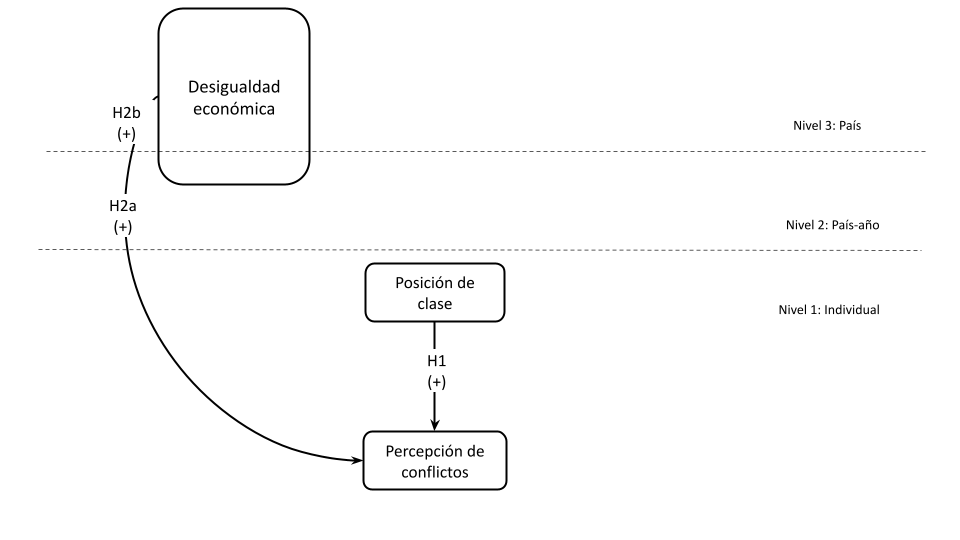 Desigualdad
económica
H2b
(+)
Nivel 3: País
H2a
(+)
Nivel 2: País-año
Posición de
clase
Nivel 1: Individual
H1
(+)
Percepción de
conflictos